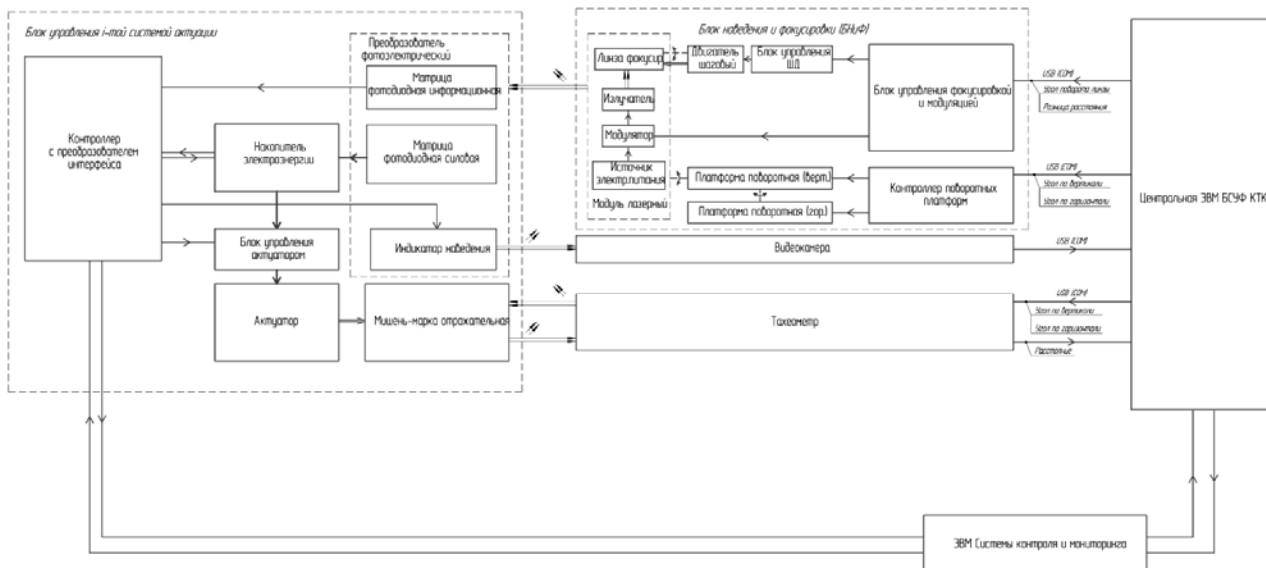 Блок управления i-той системой актуации
Контроллер
с преобразователем
интерфейса
Накопитель
электроэнергии
Блок управления
актуатором
Актуатор
Преобразователь
фотоэлектрический
Матрица
фотодиодная информационная
Матрица
фотодиодная силовая
Индикатор наведения
Мишень-марка отражательная
Блок наведения и фокусировки (БНиФ)
Линза фокусир.
Двигатель
шаговый
Блок управления
ШД
Излучатель
Модулятор
Источник
электр.питания
Модуль лазерный
Блок управления фокусировкой
и модуляцией
Платформа поворотная (верт.)
Платформа поворотная (гор.)
Контроллер поворотных
платформ
Видеокамера
Тахеометр
USB (COM)
Угол поворота линзы
Разница расстояния
USB (COM)
Угол по вертикали
Угол по горизонтали
USB (COM)
USB (COM)
Угол по вертикали
Угол по горизонтали
Расстояние
Центральная ЭВМ БСУФ КТК
ЭВМ Системы контроля и мониторинга